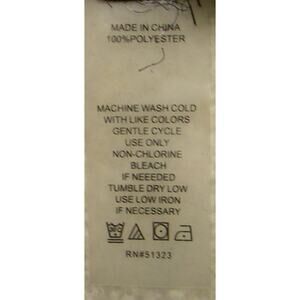 MADE IN CHINA
100%POLYESTER
MACHINE WASH COLD
WITH LIKE COLORS
GENTLE CYCLE
USE ONLY
NON-CHLORINE
BLEACH
IF NEEEDED
TUMBLE DRY LOW
USE LOW IRON
IF NECESSARY
RN#51323